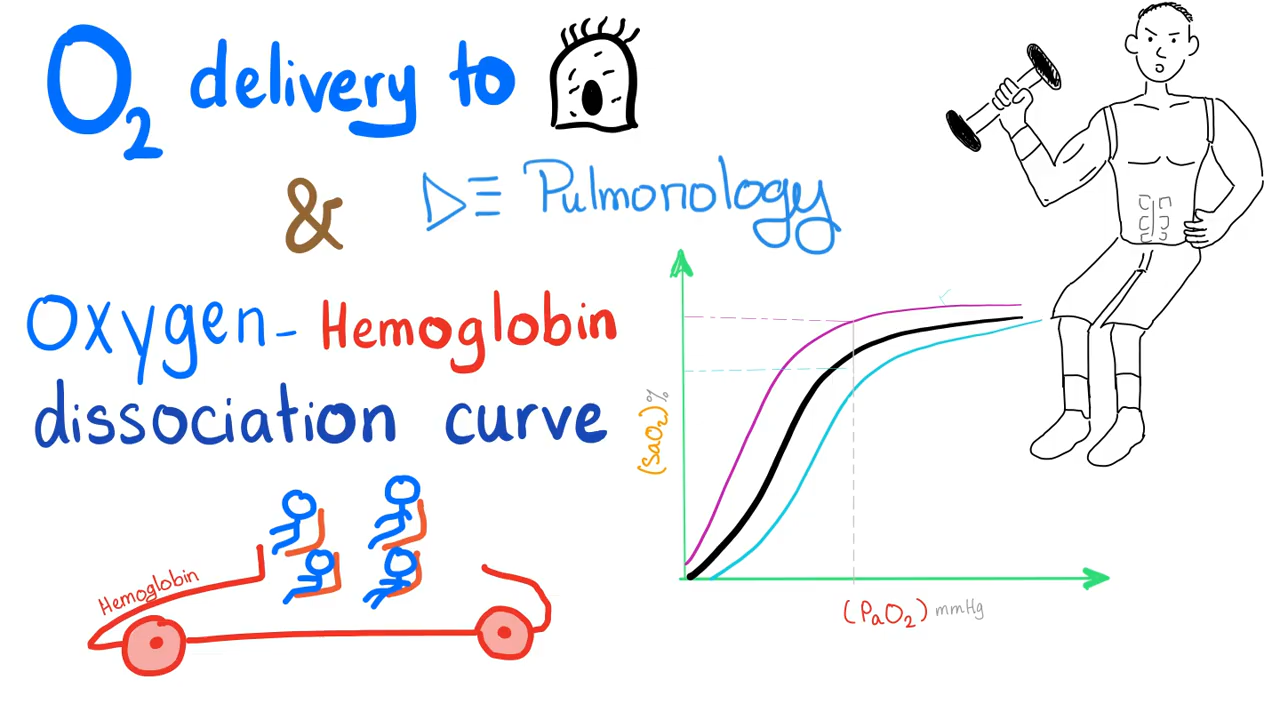 O2 delivery to
&
Pulmonology
Oxygen- Hemoglobin
dissociation curve
Hemoglobin
(SaO2)%
(PaO2) mmHg